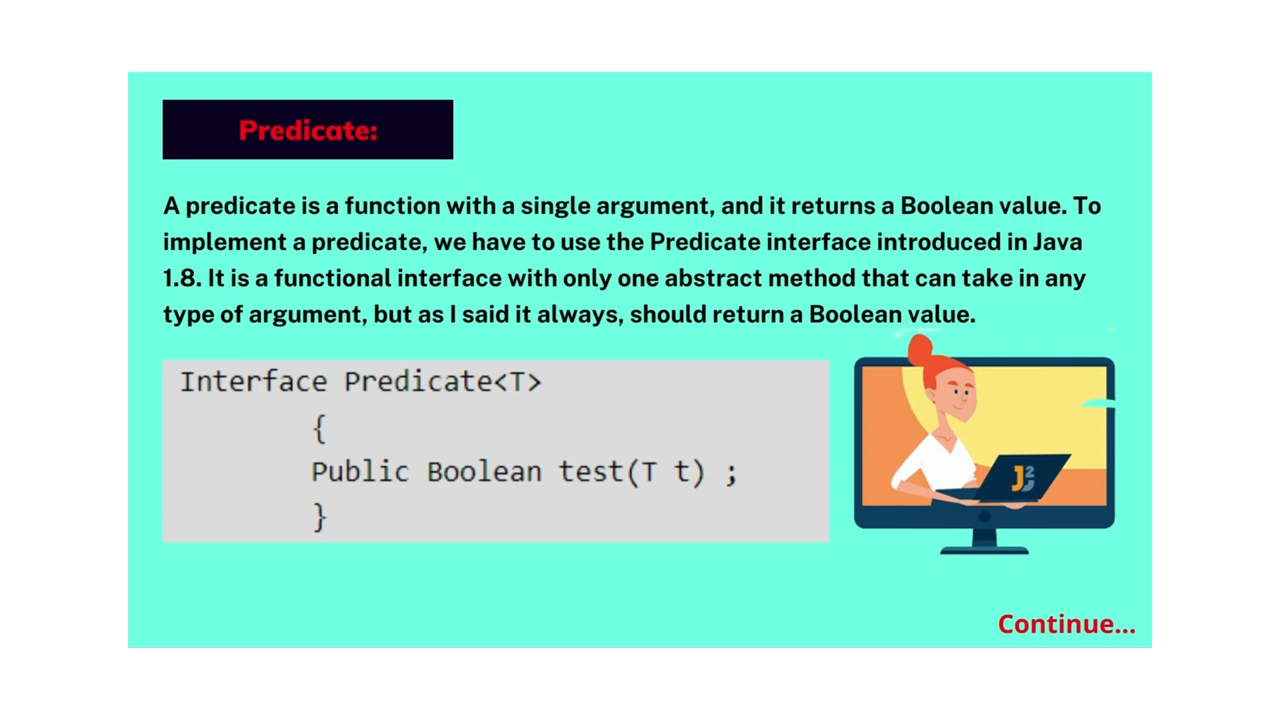 Predicate:
A predicate is a function with a single argument, and it returns a Boolean value. To
implement a predicate, we have to use the Predicate interface introduced in Java
1.8. It is a functional interface with only one abstract method that can take in any
type of argument, but as I said it always, should return a Boolean value.
Interface Predicate<T>
{
Public Boolean test(T t) ;
}
J2
Continue...